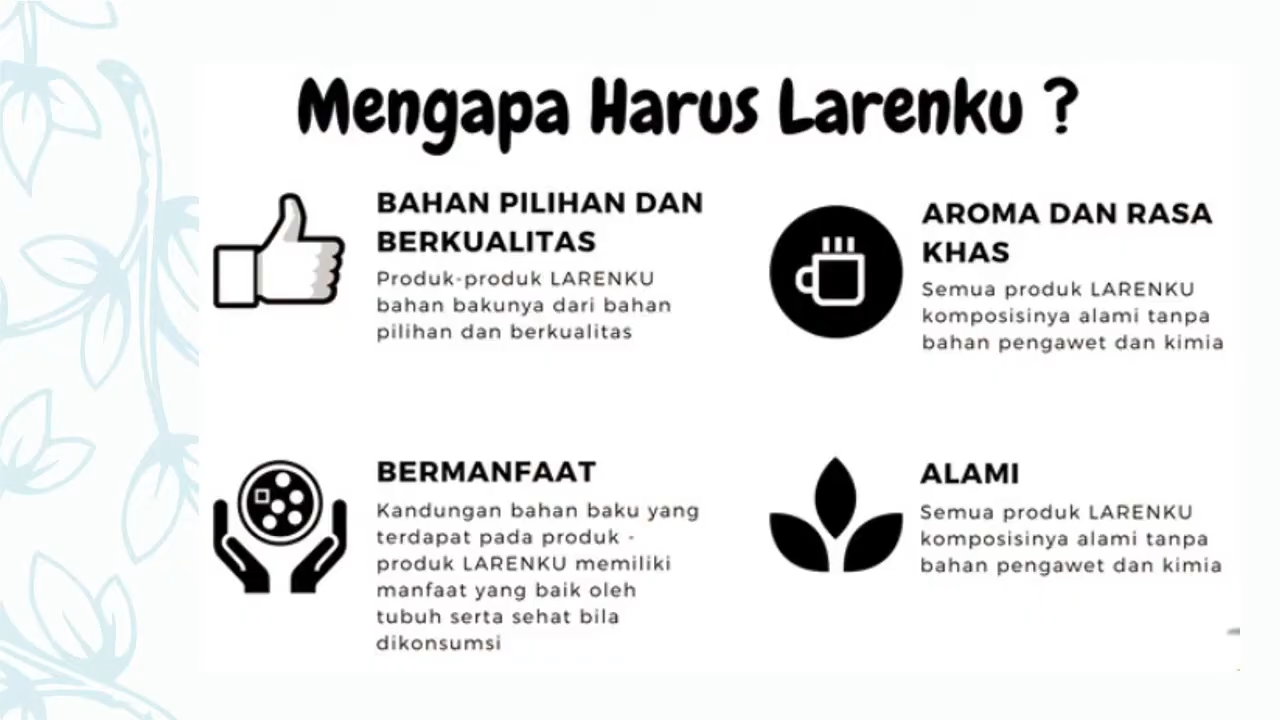 Mengapa Harus Larenku ?
BAHAN PILIHAN DAN
BERKUALITAS
Produk-produk LARENKU
bahan bakunya dari bahan
pilihan dan berkualitas
AROMA DAN RASA
KHAS
Semua produk LARENKU
komposisinya alami tanpa
bahan pengawet dan kimia
BERMANFAAT
Kandungan bahan baku yang
terdapat pada produk -
produk LARENKU memiliki
manfaat yang baik oleh
tubuh serta sehat bila
dikonsumsi
ALAMI
Semua produk LARENKU
komposisinya alami tanpa
bahan pengawet dan kimia